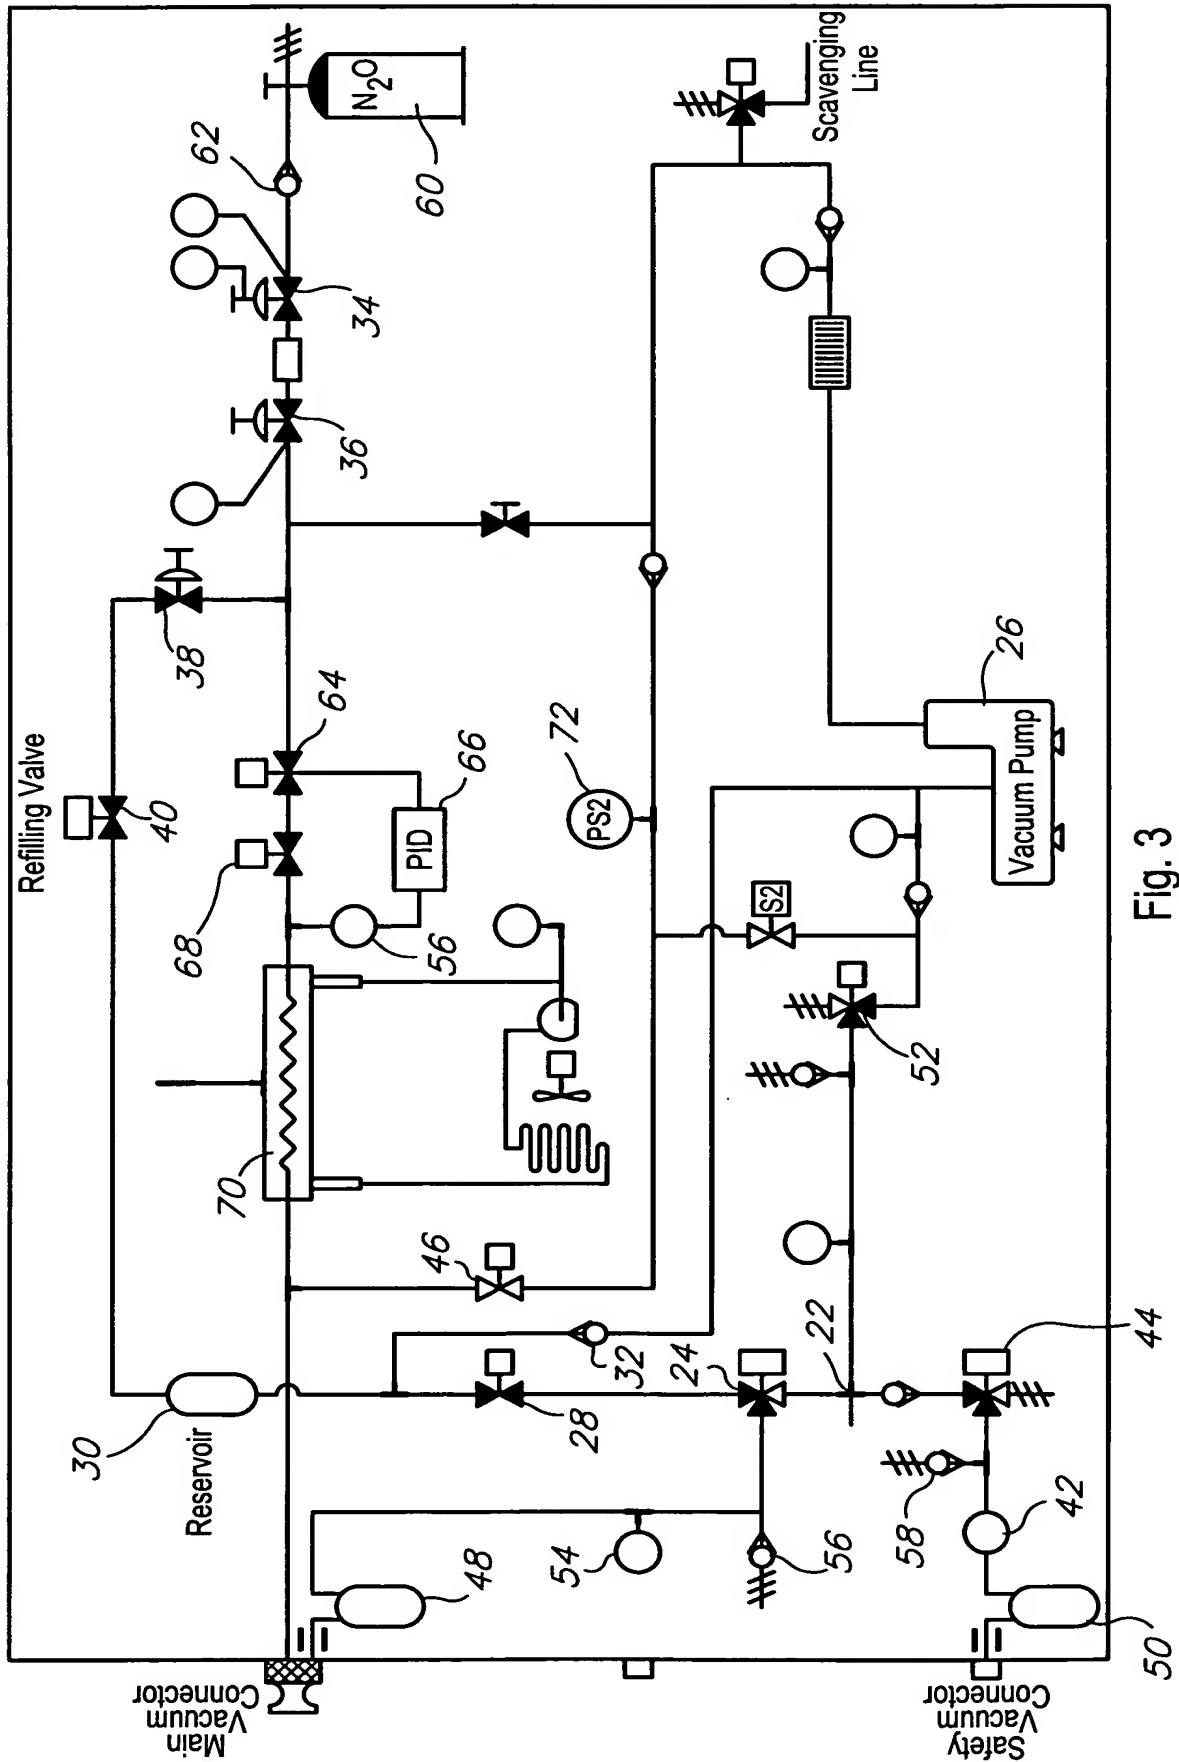 Refilling Valve
40
38
30
Reservoir
Main
Vacuum
Connector
48
70
68
64
36
34
62
N₂O
60
PID
66
56
46
PS2
72
32
28
24
22
54
56
S2
52
Vacuum Pump
26
Scavenging
Line
58
42
44
50
Safety
Vacuum
Connector
Fig. 3